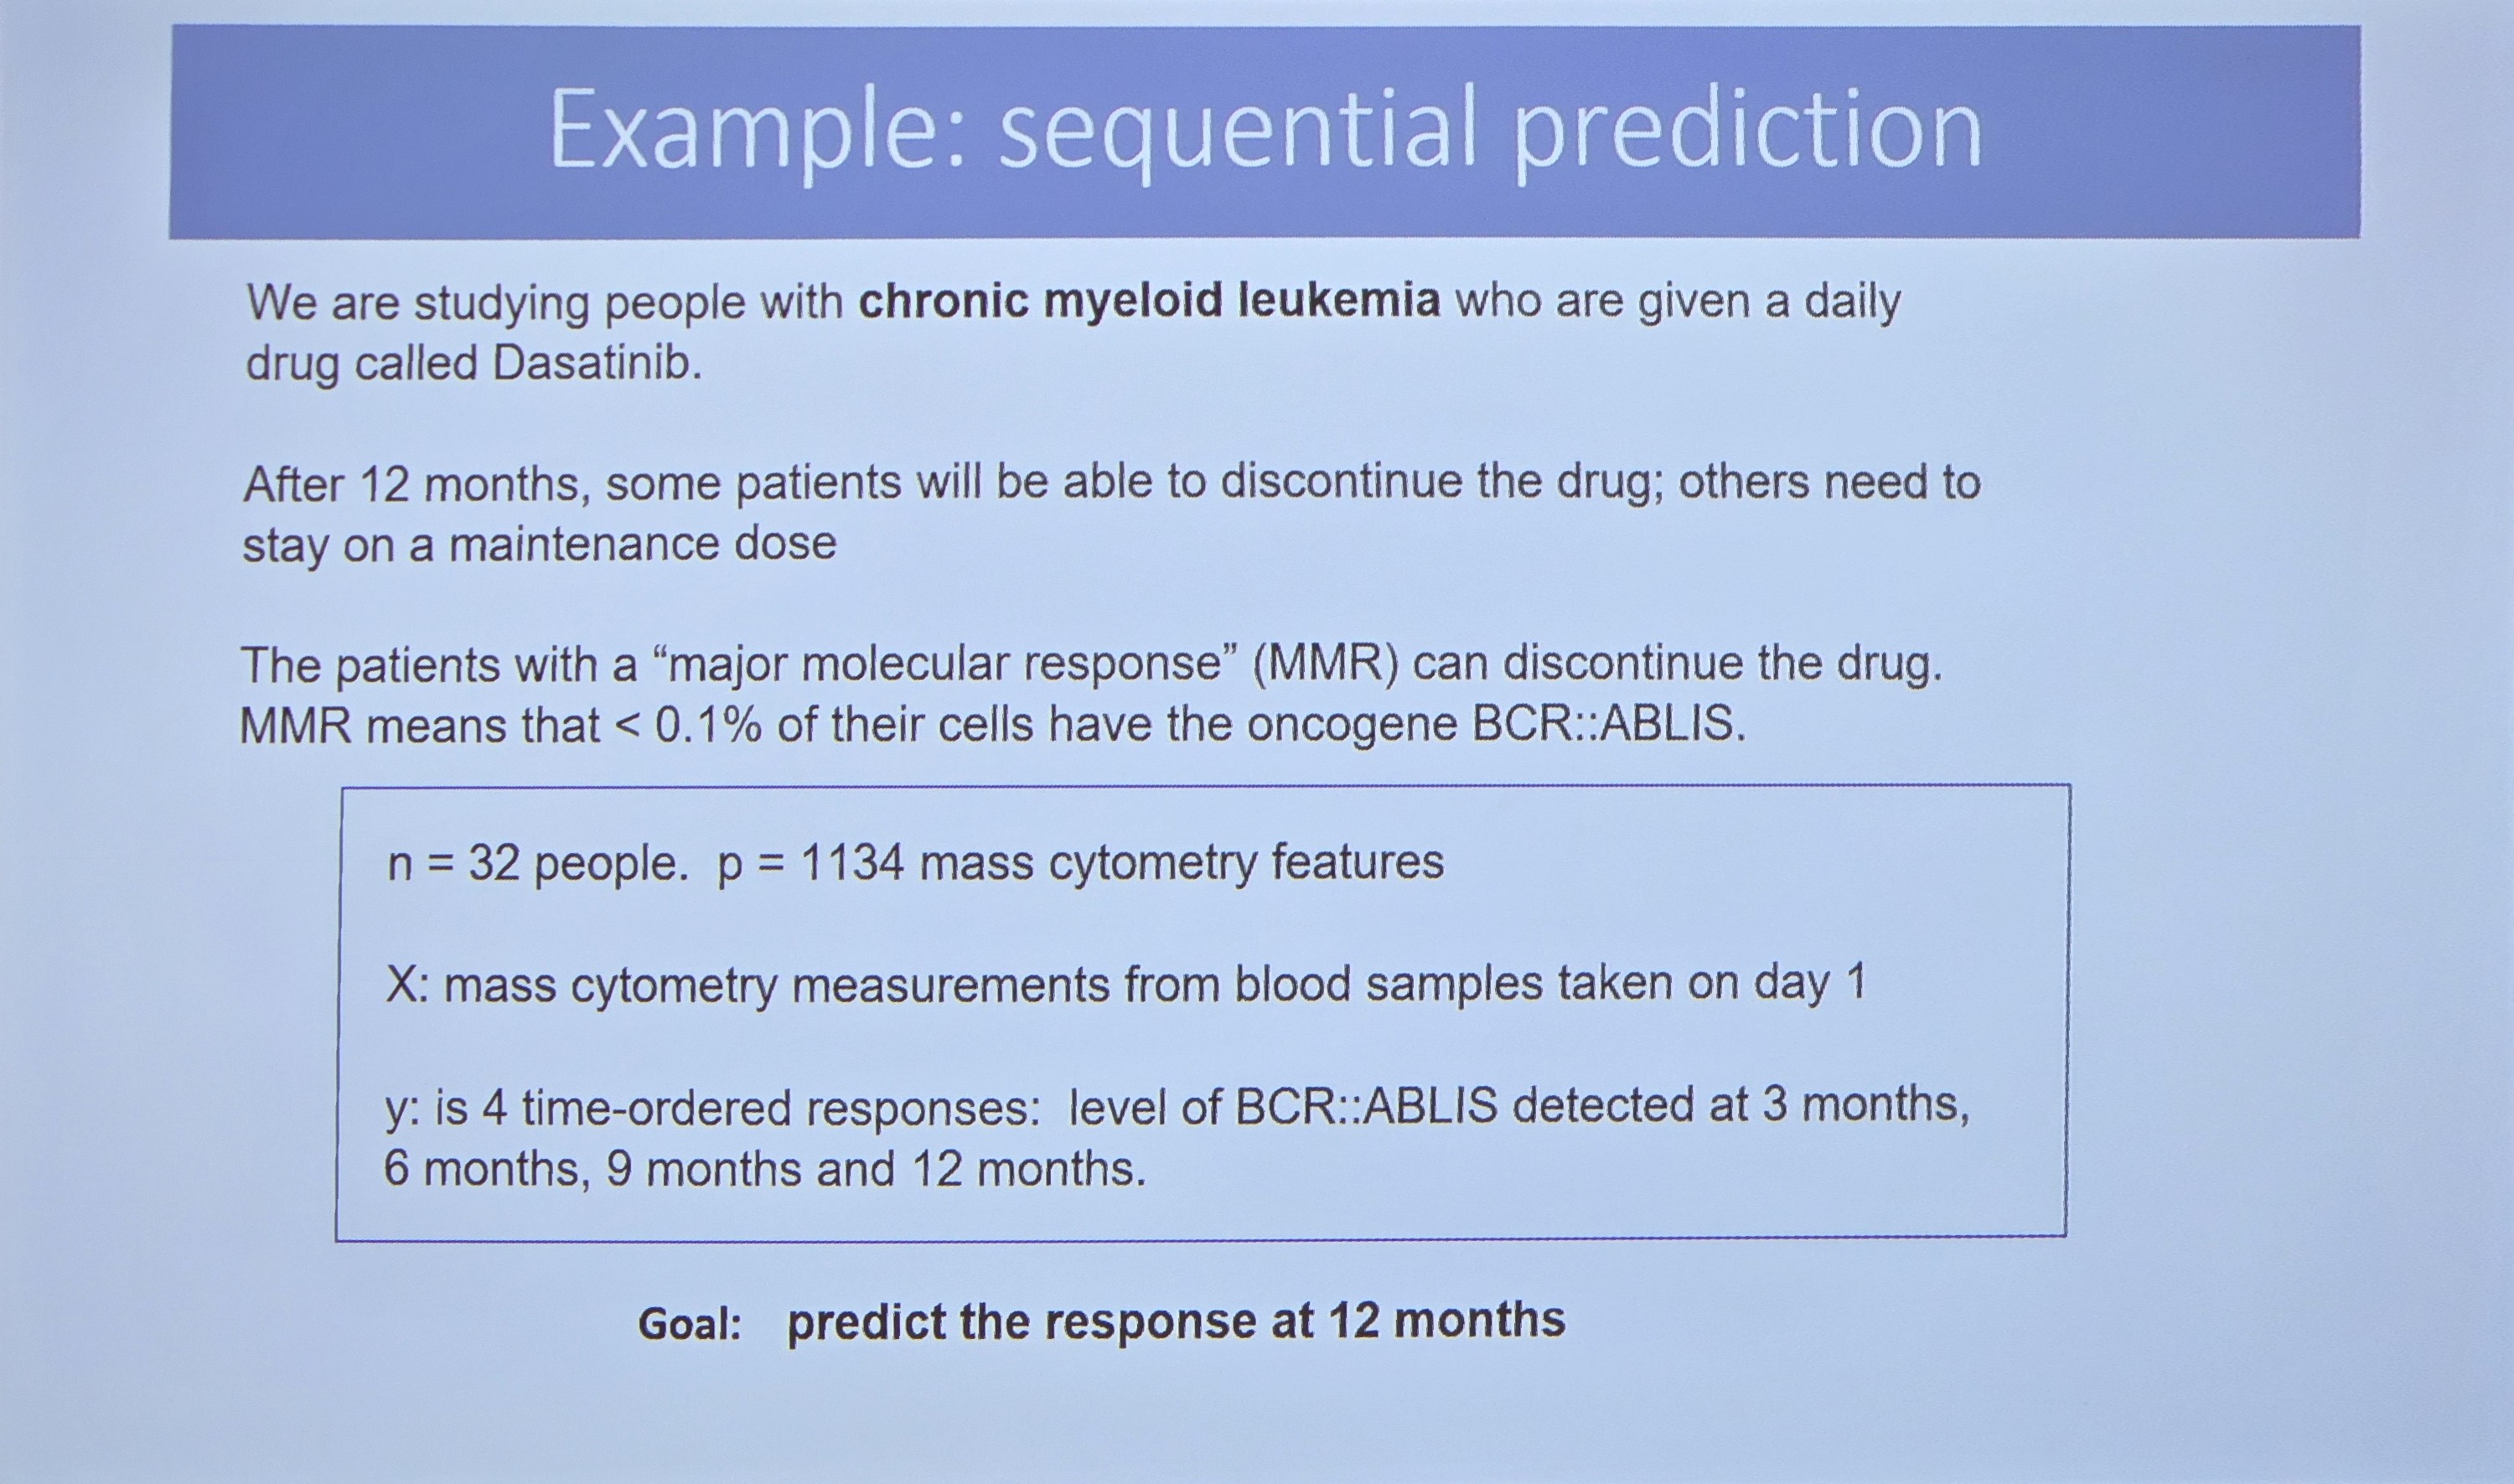 Example: sequential prediction
We are studying people with chronic myeloid leukemia who are given a daily
drug called Dasatinib.
After 12 months, some patients will be able to discontinue the drug; others need to
stay on a maintenance dose
The patients with a “major molecular response” (MMR) can discontinue the drug.
MMR means that < 0.1% of their cells have the oncogene BCR::ABLIS.
n = 32 people.  p = 1134 mass cytometry features
X: mass cytometry measurements from blood samples taken on day 1
y: is 4 time-ordered responses:  level of BCR::ABLIS detected at 3 months,
6 months, 9 months and 12 months.
Goal:   predict the response at 12 months